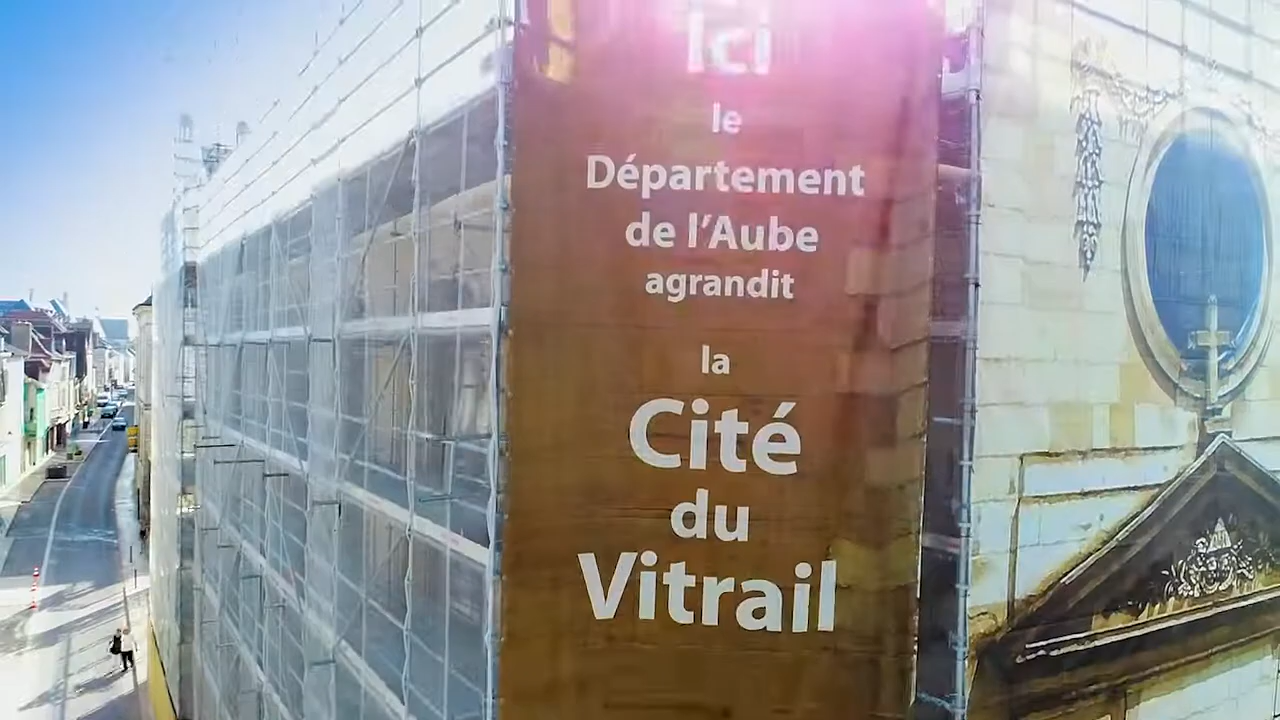 Ici
le
Département
de l'Aube
agrandit
la
Cité
du
Vitrail